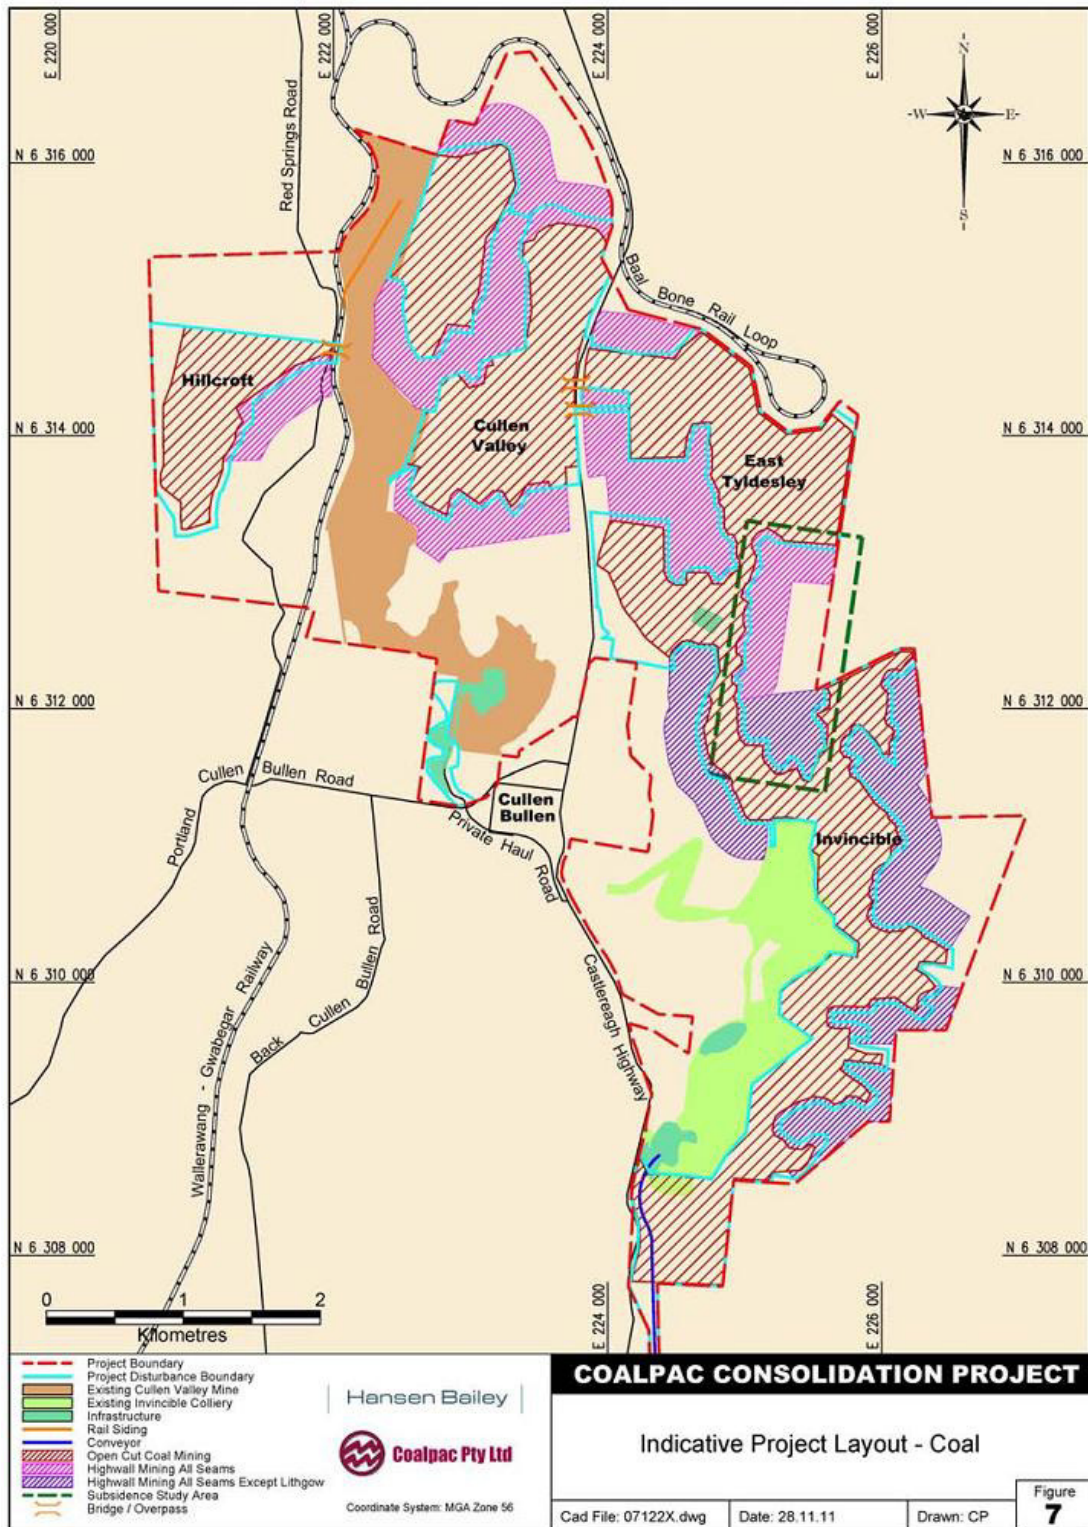 E 220 000
E 222 000
E 224 000
E 226 000
N
W
E
S
N 6 316 000
N 6 316 000
Red Springs Road
Baal Bone Rail Loop
Hillcroft
Cullen
Valley
N 6 314 000
N 6 314 000
East
Tyldesley
N 6 312 000
N 6 312 000
Cullen Bullen Road
Portland
Cullen
Bullen
Private Haul Road
Invincible
Back Cullen Bullen Road
Wallerawang - Gwabegar Railway
Castlereagh Highway
N 6 310 000
N 6 310 000
N 6 308 000
N 6 308 000
0 1 2
Kilometres
E 224 000
E 226 000
Project Boundary
Project Disturbance Boundary
Existing Cullen Valley Mine
Existing Invincible Colliery
Infrastructure
Rail Siding
Conveyor
Open Cut Coal Mining
Highwall Mining All Seams
Highwall Mining All Seams Except Lithgow
Subsidence Study Area
Bridge / Overpass
Hansen Bailey
Coalpac Pty Ltd
Coordinate System: MGA Zone 56
COALPAC CONSOLIDATION PROJECT
Indicative Project Layout - Coal
Cad File: 07122X.dwg
Date: 28.11.11
Drawn: CP
Figure
7